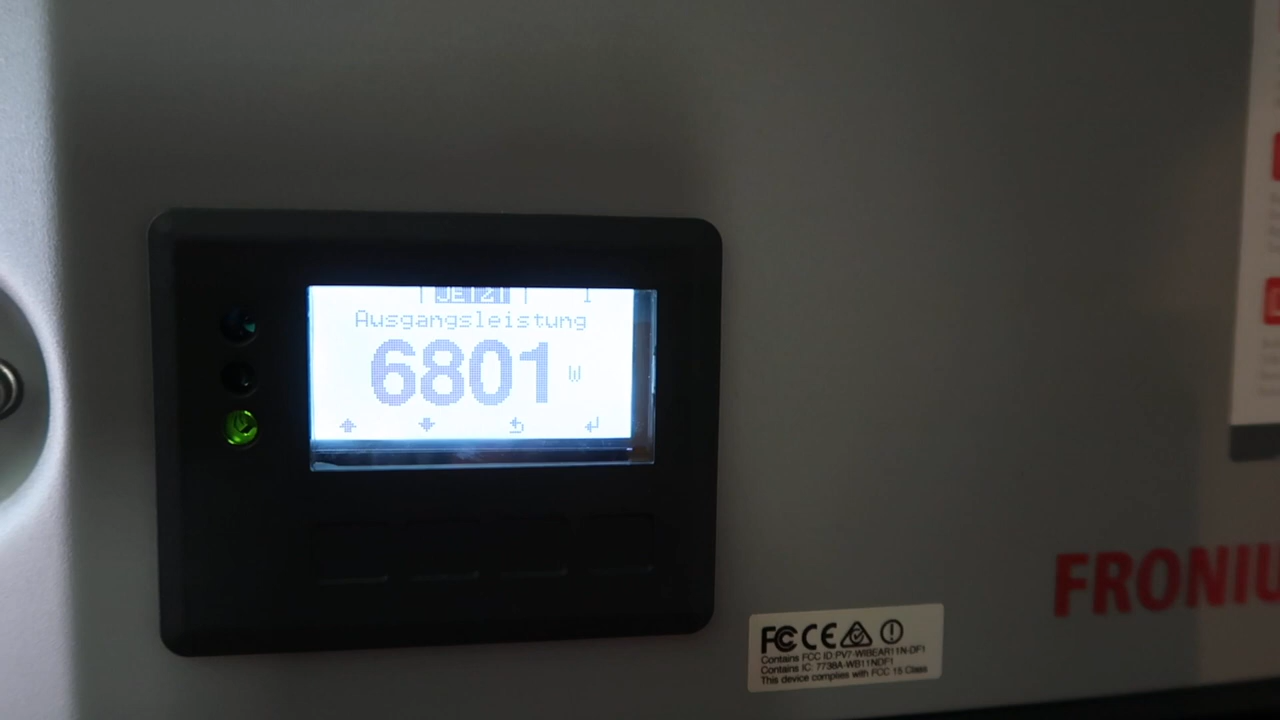 JETZT
Ausgangsleistung
6801 W
FRONIU
FC CE
Contains FCC ID:PV7-WIBEAR11N-DF1
Contains IC: 7738A-WB11NDF1
This device complies with FCC 15 Class